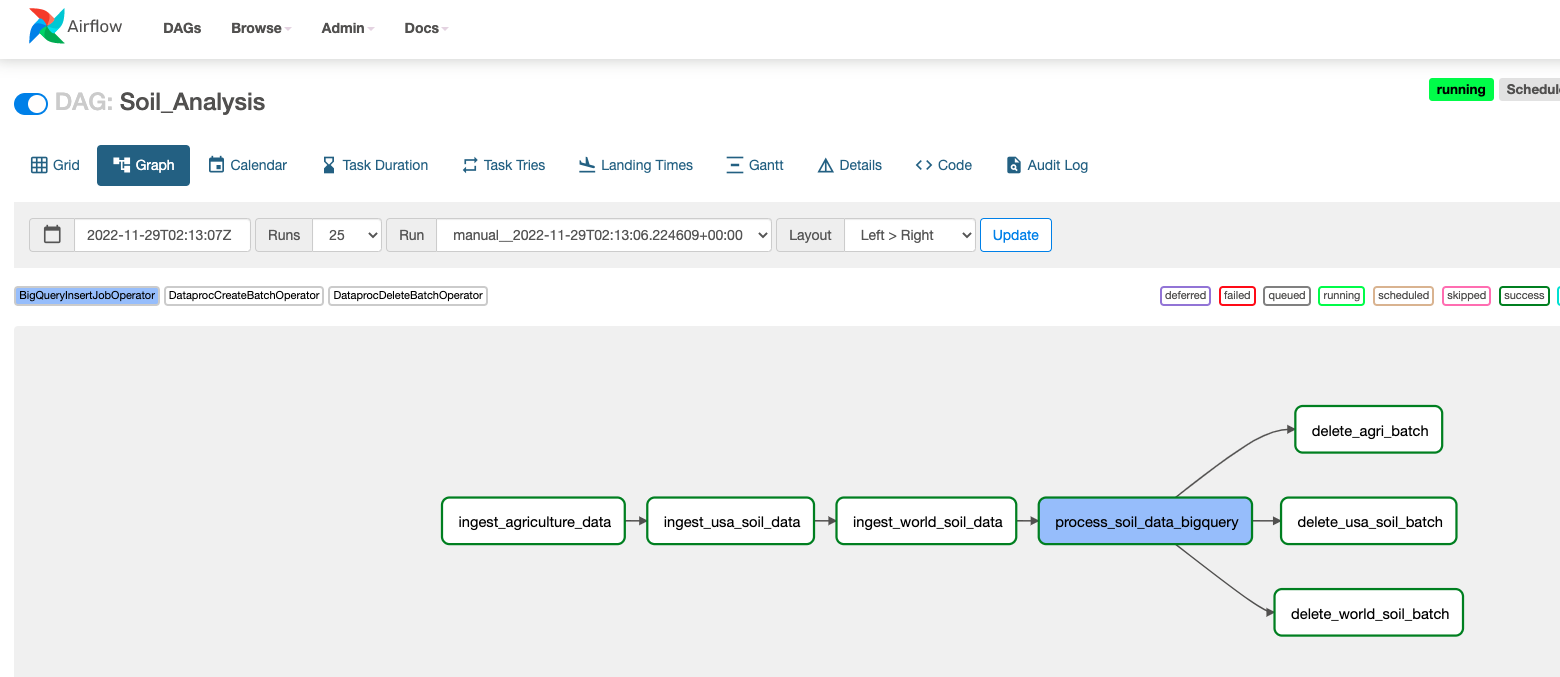 Airflow DAGs Browse Admin Docs
DAG: Soil_Analysis
running Schedul
Grid Graph Calendar Task Duration Task Tries Landing Times Gantt Details Code Audit Log
2022-11-29T02:13:07Z Runs 25 Run manual__2022-11-29T02:13:06.224609+00:00 Layout Left > Right Update
BigQueryInsertJobOperator DataprocCreateBatchOperator DataprocDeleteBatchOperator deferred failed queued running scheduled skipped success
delete_agri_batch
ingest_agriculture_data ingest_usa_soil_data ingest_world_soil_data process_soil_data_bigquery delete_usa_soil_batch
delete_world_soil_batch